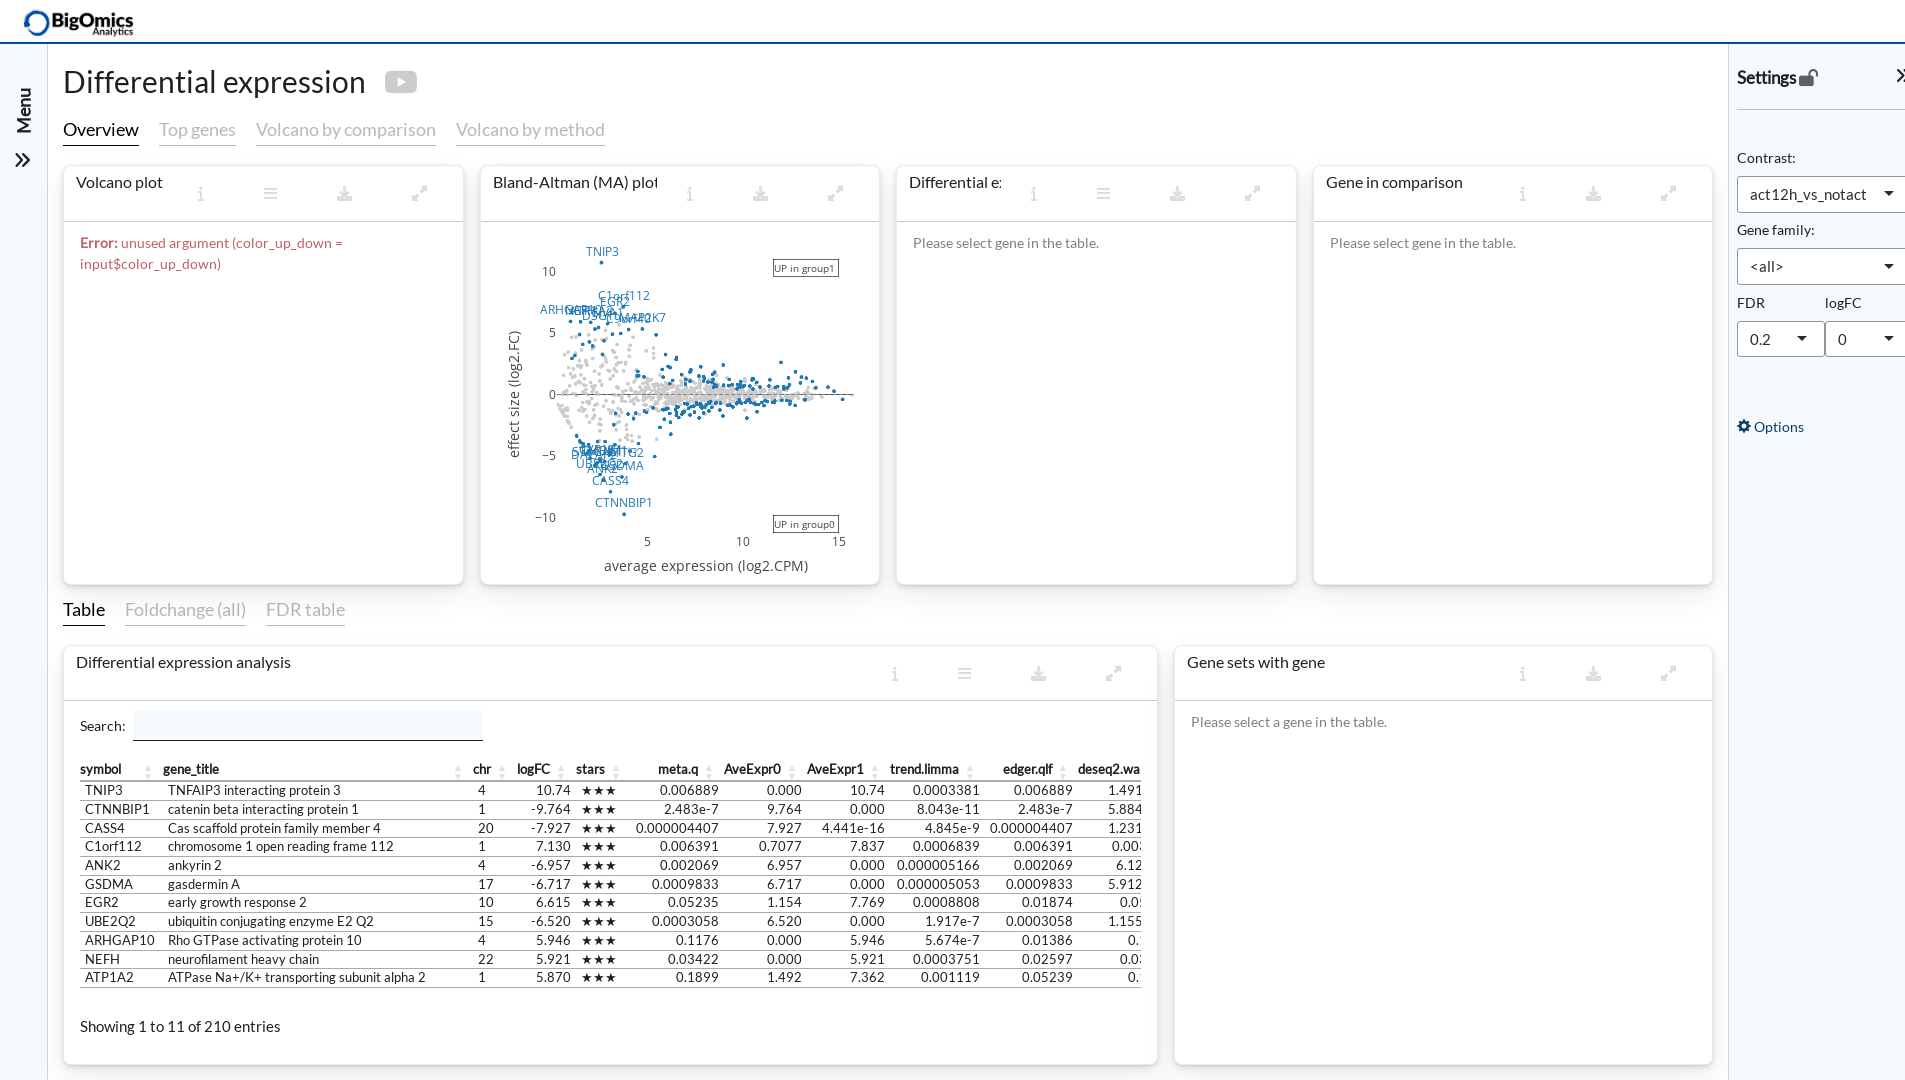 BigOmics
Analytics
Menu
Differential expression
Overview Top genes Volcano by comparison Volcano by method
Volcano plot
Error: unused argument (color_up_down =
input$color_up_down)
Bland-Altman (MA) plot
TNIP3
UP in group1
C1orf112
EGR2
MAP2K7
10
5
0
−5
−10
effect size (log2.FC)
GSDMA
ANK2
CASS4
CTNNBIP1
UP in group0
5 10 15
average expression (log2.CPM)
Differential e
Please select gene in the table.
Gene in comparison
Please select gene in the table.
Table Foldchange (all) FDR table
Differential expression analysis
Search:
symbol gene_title chr logFC stars meta.q AveExpr0 AveExpr1 trend.limma edger.qlf deseq2.wa
TNIP3 TNFAIP3 interacting protein 3 4 10.74 ★★★ 0.006889 0.000 10.74 0.0003381 0.006889 1.491
CTNNBIP1 catenin beta interacting protein 1 1 -9.764 ★★★ 2.483e-7 9.764 0.000 8.043e-11 2.483e-7 5.884
CASS4 Cas scaffold protein family member 4 20 -7.927 ★★★ 0.000004407 7.927 4.441e-16 4.845e-9 0.000004407 1.231
C1orf112 chromosome 1 open reading frame 112 1 7.130 ★★★ 0.006391 0.7077 7.837 0.0006839 0.006391 0.00
ANK2 ankyrin 2 4 -6.957 ★★★ 0.002069 6.957 0.000 0.000005166 0.002069 6.12
GSDMA gasdermin A 17 -6.717 ★★★ 0.0009833 6.717 0.000 0.000005053 0.0009833 5.912
EGR2 early growth response 2 10 6.615 ★★★ 0.05235 1.154 7.769 0.0008808 0.01874 0.0
UBE2Q2 ubiquitin conjugating enzyme E2 Q2 15 -6.520 ★★★ 0.0003058 6.520 0.000 1.917e-7 0.0003058 1.155
ARHGAP10 Rho GTPase activating protein 10 4 5.946 ★★★ 0.1176 0.000 5.946 5.674e-7 0.01386 0.
NEFH neurofilament heavy chain 22 5.921 ★★★ 0.03422 0.000 5.921 0.0003751 0.02597 0.0
ATP1A2 ATPase Na+/K+ transporting subunit alpha 2 1 5.870 ★★★ 0.1899 1.492 7.362 0.001119 0.05239 0.
Showing 1 to 11 of 210 entries
Gene sets with gene
Please select a gene in the table.
Settings
Contrast:
act12h_vs_notact
Gene family:
<all>
FDR logFC
0.2 0
Options